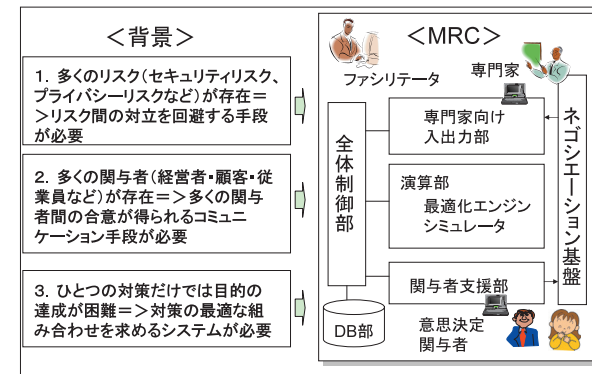 ＜背景＞
1．多くのリスク（セキュリティリスク、
プライバシーリスクなど）が存在＝
＞リスク間の対立を回避する手段
が必要
2．多くの関与者（経営者・顧客・従
業員など）が存在＝＞多くの関与
者間の合意が得られるコミュニ
ケーション手段が必要
3．ひとつの対策だけでは目的の
達成が困難＝＞対策の最適な組
み合わせを求めるシステムが必要
＜MRC＞
ファシリテータ
専門家
全体制御部
専門家向け
入出力部
演算部
最適化エンジン
シミュレータ
関与者支援部
ネゴシエーション基盤
DB部
意思決定
関与者